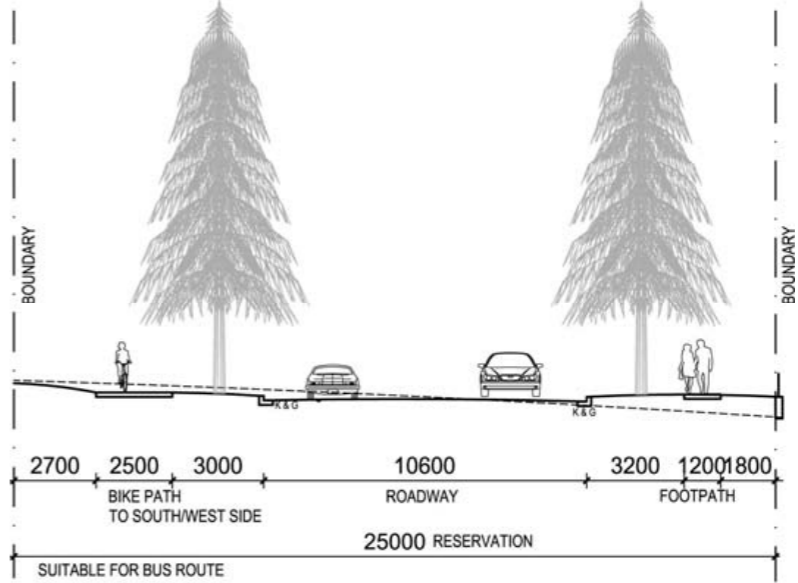 BOUNDARY
BOUNDARY
K & G
K & G
2700 2500 3000 10600 3200 1200 1800
BIKE PATH ROADWAY FOOTPATH
TO SOUTH/WEST SIDE
25000 RESERVATION
SUITABLE FOR BUS ROUTE